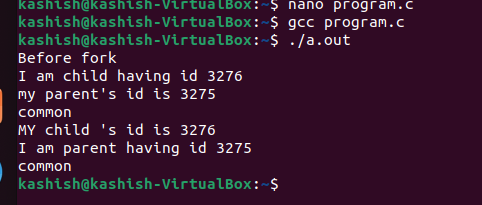 kashish@kashish-VirtualBox:~$ nano program.c
kashish@kashish-VirtualBox:~$ gcc program.c
kashish@kashish-VirtualBox:~$ ./a.out
Before fork
I am child having id 3276
my parent's id is 3275
common
MY child 's id is 3276
I am parent having id 3275
common
kashish@kashish-VirtualBox:~$